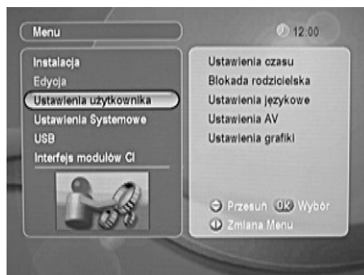 Menu
12:00
Instalacja
Edycja
Ustawienia użytkownika
Ustawienia Systemowe
USB
Interfejs modułów CI
Ustawienia czasu
Blokada rodzicielska
Ustawienia językowe
Ustawienia AV
Ustawienia grafiki
Przesuń OK Wybór
Zmiana Menu